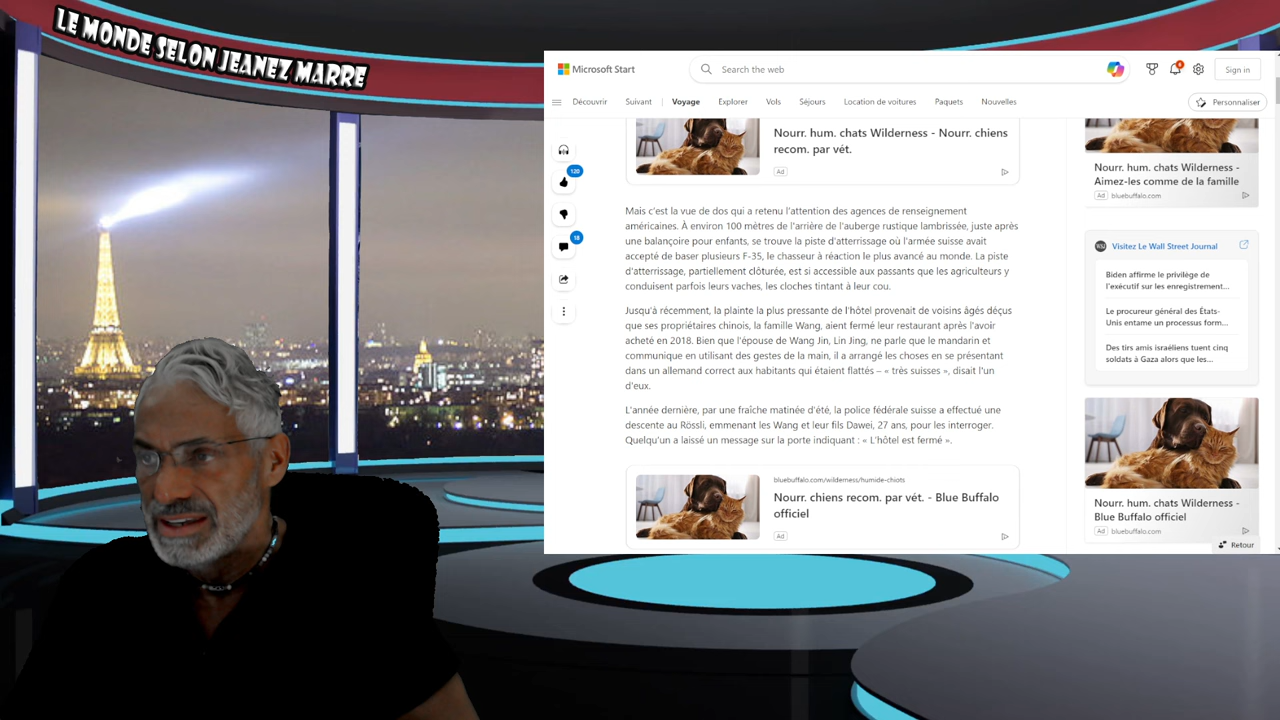 LE MONDE SELON JEANEZ MARRE
Microsoft Start
Search the web
Sign in
Découvrir
Suivant
Voyage
Explorer
Vols
Séjours
Location de voitures
Paquets
Nouvelles
Personnaliser
120
18
Nourr. hum. chats Wilderness - Nourr. chiens
recom. par vét.
Ad
Mais c'est la vue de dos qui a retenu l'attention des agences de renseignement
américaines. À environ 100 mètres de l'arrière de l'auberge rustique lambrissée, juste après
une balançoire pour enfants, se trouve la piste d'atterrissage où l'armée suisse avait
accepté de baser plusieurs F-35, le chasseur à réaction le plus avancé au monde. La piste
d'atterrissage, partiellement clôturée, est si accessible aux passants que les agriculteurs y
conduisent parfois leurs vaches, les cloches tintant à leur cou.
Jusqu'à récemment, la plainte la plus pressante de l'hôtel provenait de voisins âgés déçus
que ses propriétaires chinois, la famille Wang, aient fermé leur restaurant après l'avoir
acheté en 2018. Bien que l'épouse de Wang Jin, Lin Jing, ne parle que le mandarin et
communique en utilisant des gestes de la main, il a arrangé les choses en se présentant
dans un allemand correct aux habitants qui étaient flattés – « très suisses », disait l'un
d'eux.
L'année dernière, par une fraîche matinée d'été, la police fédérale suisse a effectué une
descente au Rössli, emmenant les Wang et leur fils Dawei, 27 ans, pour les interroger.
Quelqu'un a laissé un message sur la porte indiquant : « L'hôtel est fermé ».
bluebuffalo.com/wilderness/humide-chiots
Nourr. chiens recom. par vét. - Blue Buffalo
officiel
Ad
Nourr. hum. chats Wilderness -
Aimez-les comme de la famille
Ad bluebuffalo.com
Visitez Le Wall Street Journal
Biden affirme le privilège de
l'exécutif sur les enregistrement...
Le procureur général des États-
Unis entame un processus form...
Des tirs amis israéliens tuent cinq
soldats à Gaza alors que les...
Nourr. hum. chats Wilderness -
Blue Buffalo officiel
Ad bluebuffalo.com
Retour